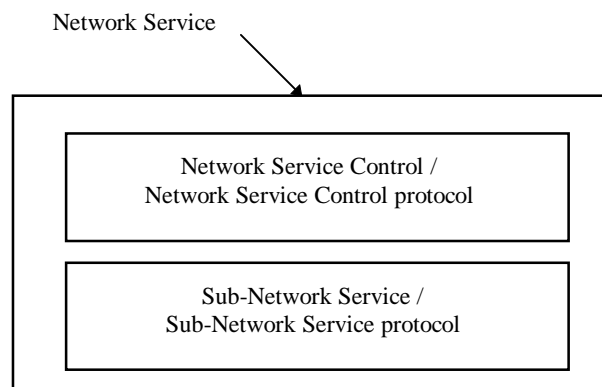 Network Service
Network Service Control /
Network Service Control protocol
Sub-Network Service /
Sub-Network Service protocol